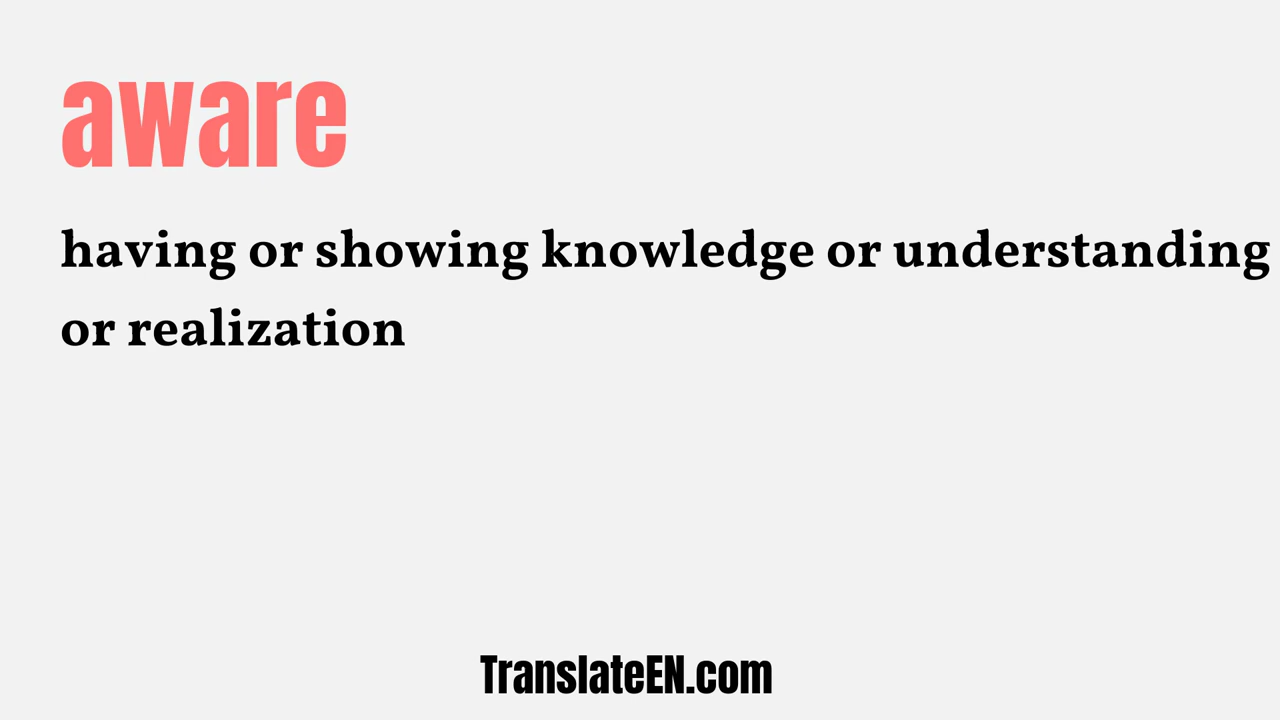 aware
having or showing knowledge or understanding
or realization
TranslateEN.com